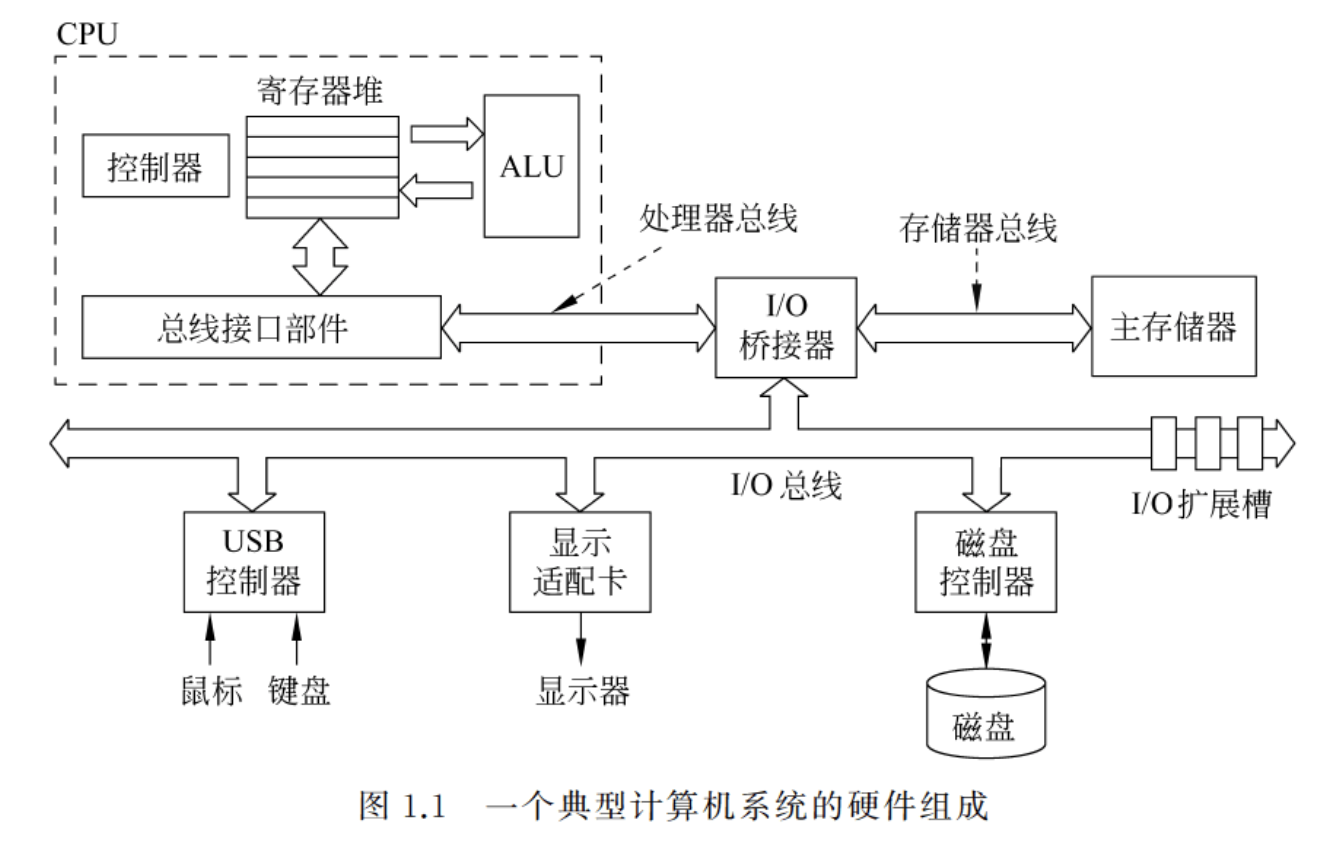 CPU
寄存器堆
控制器
ALU
处理器总线
存储器总线
总线接口部件
I/O
桥接器
主存储器
I/O 总线
I/O 扩展槽
USB
控制器
显示
适配卡
磁盘
控制器
鼠标
键盘
显示器
磁盘
图 1.1 一个典型计算机系统的硬件组成